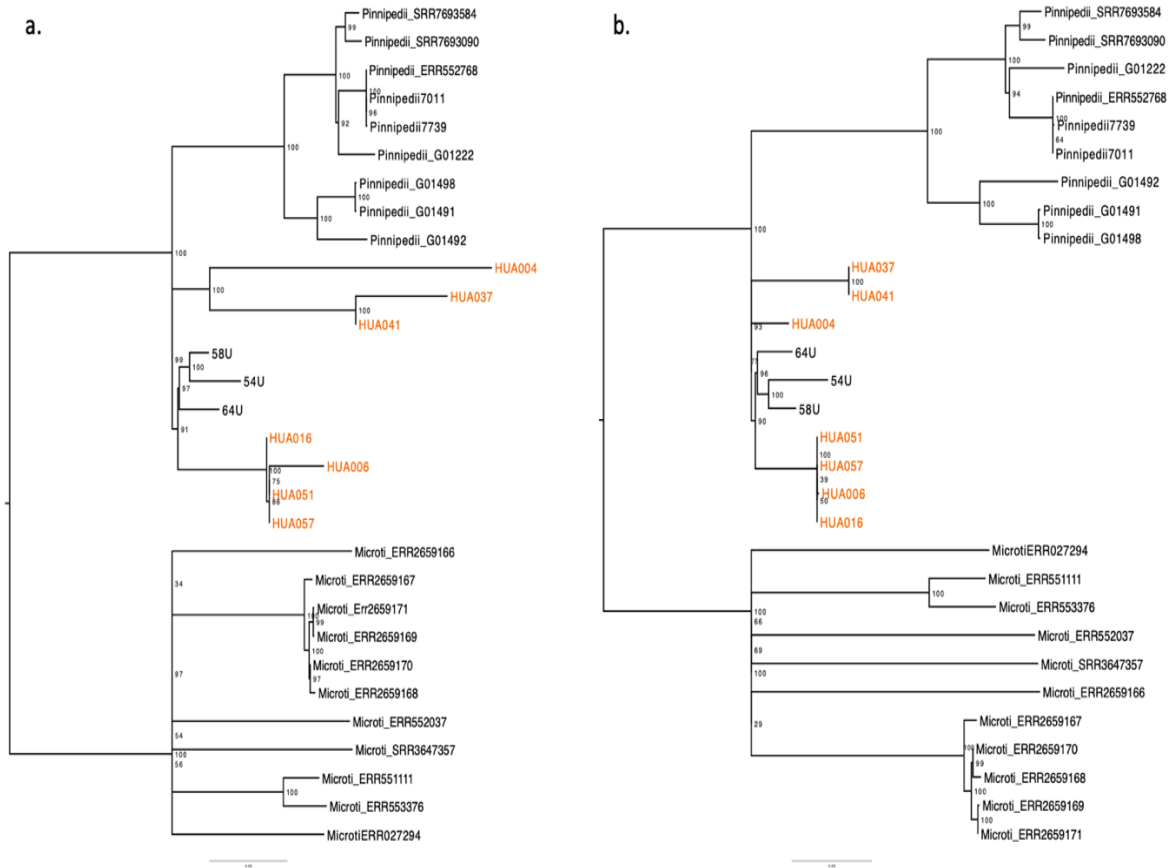 a.
Pinnipedii_SRR7693584
99
Pinnipedii_SRR7693090
Pinnipedii_ERR552768
100
100
Pinnipedii7011
96
Pinnipedii7739
92
Pinnipedii_G01222
100
Pinnipedii_G01498
100
Pinnipedii_G01491
100
Pinnipedii_G01492
100
HUA004
100
HUA037
100
HUA041
58U
99
100
54U
97
64U
91
HUA016
HUA006
100
75
HUA051
86
HUA057
Microti_ERR2659166
34
Microti_ERR2659167
Microti_Err2659171
100
99
Microti_ERR2659169
100
Microti_ERR2659170
97
97
Microti_ERR2659168
Microti_ERR552037
54
Microti_SRR3647357
100
56
Microti_ERR551111
100
Microti_ERR553376
MicrotiERR027294
b.
Pinnipedii_SRR7693584
99
Pinnipedii_SRR7693090
100
Pinnipedii_G01222
94
Pinnipedii_ERR552768
100
Pinnipedii7739
100
64
Pinnipedii7011
Pinnipedii_G01492
100
Pinnipedii_G01491
100
Pinnipedii_G01498
100
HUA037
100
HUA041
HUA004
93
64U
96
54U
100
58U
90
HUA051
100
HUA057
39
HUA006
50
HUA016
MicrotiERR027294
Microti_ERR551111
100
Microti_ERR553376
100
66
Microti_ERR552037
69
Microti_SRR3647357
100
Microti_ERR2659166
29
Microti_ERR2659167
100
Microti_ERR2659170
99
Microti_ERR2659168
100
Microti_ERR2659169
100
Microti_ERR2659171